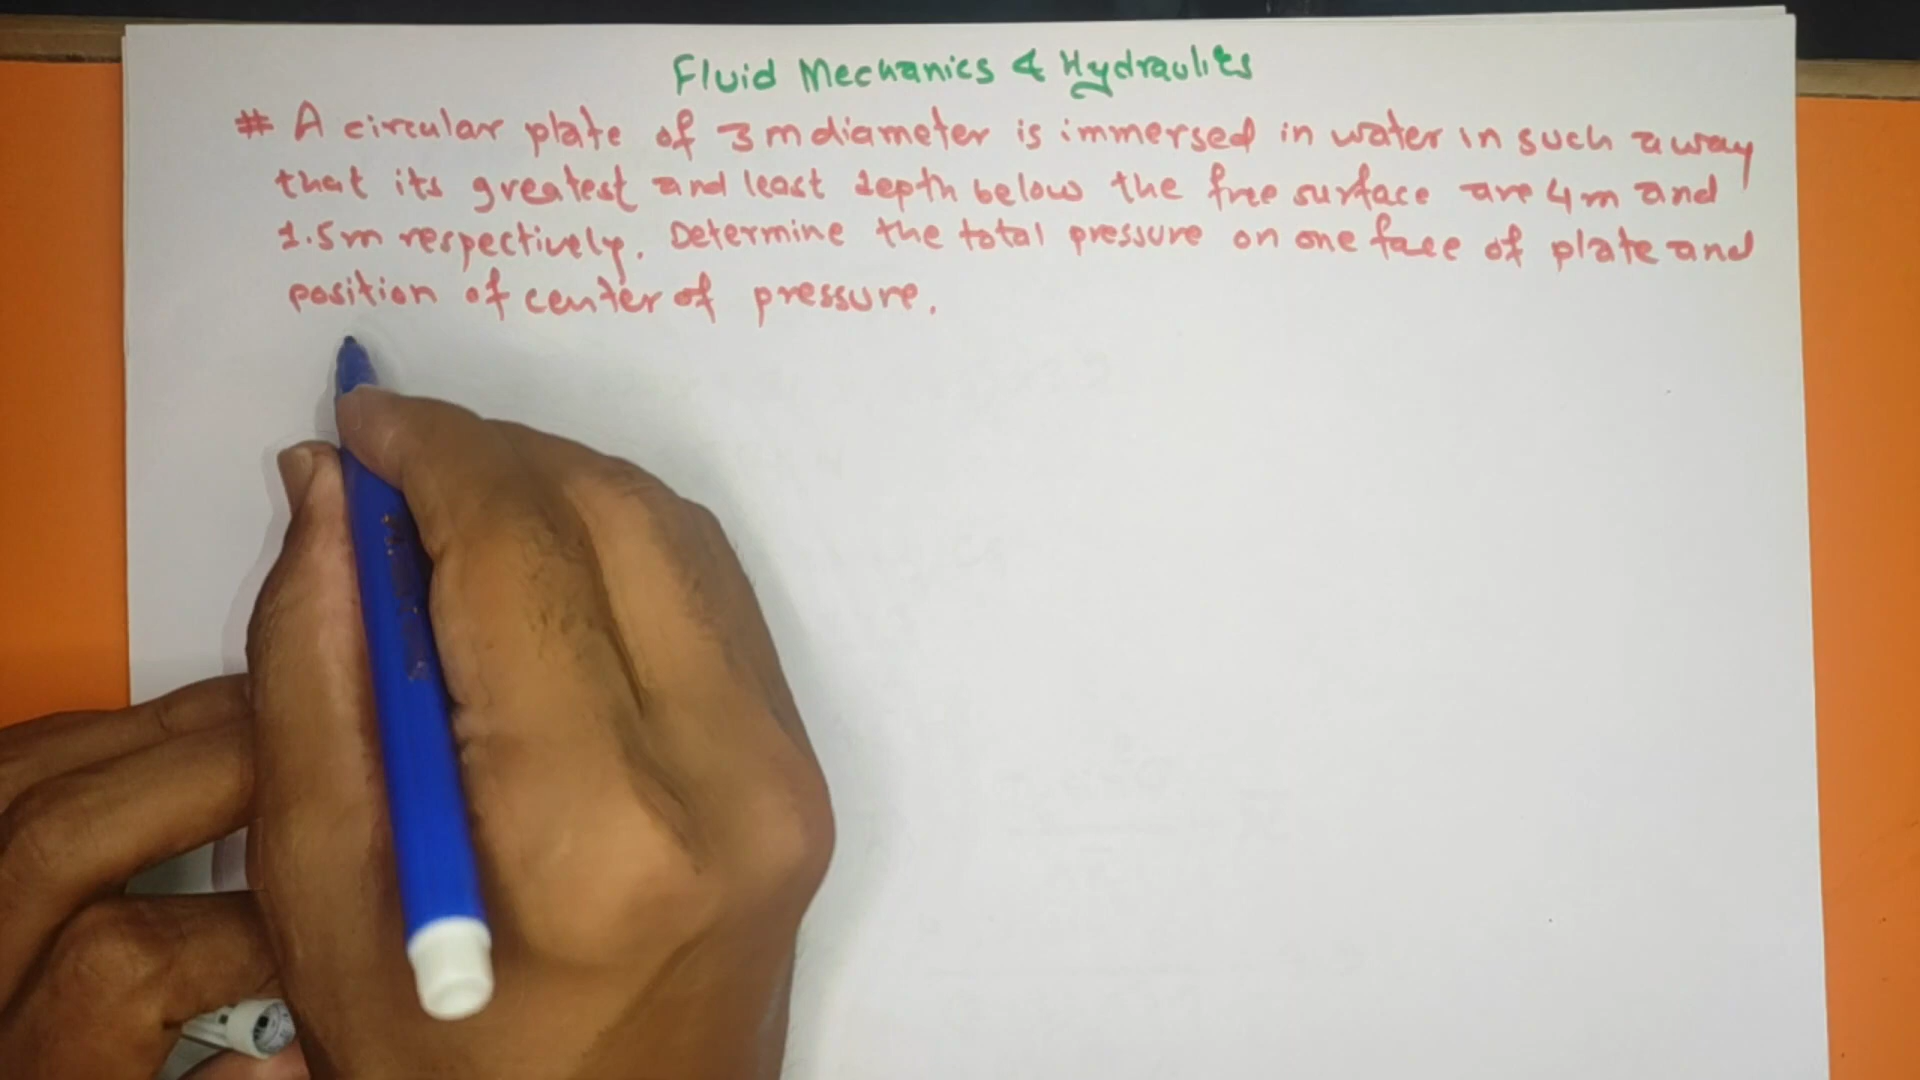 Fluid Mechanics & Hydraulics
# A circular plate of 3m diameter is immersed in water in such a way
that its greatest and least depth below the free surface are 4m and
1.5m respectively. Determine the total pressure on one face of plate and
position of center of pressure.